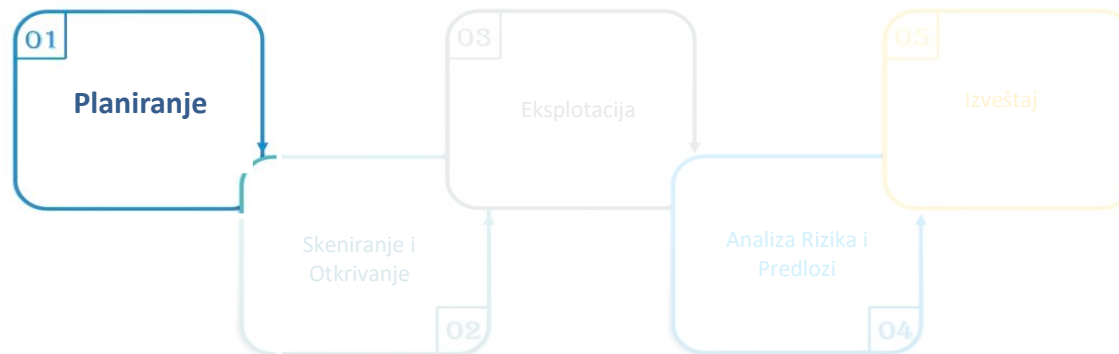 01
Planiranje
Skeniranje i
Otkrivanje
02
03
Eksplotacija
Analiza Rizika i
Predlozi
04
05
Izveštaj